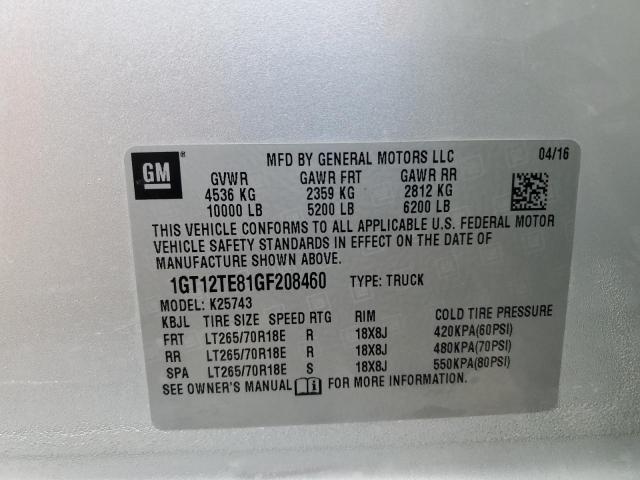 GM
MFD BY GENERAL MOTORS LLC 04/16
GVWR GAWR FRT GAWR RR
4536 KG 2359 KG 2812 KG
10000 LB 5200 LB 6200 LB
THIS VEHICLE CONFORMS TO ALL APPLICABLE U.S. FEDERAL MOTOR
VEHICLE SAFETY STANDARDS IN EFFECT ON THE DATE OF
MANUFACTURE SHOWN ABOVE.
1GT12TE81GF208460 TYPE: TRUCK
MODEL: K25743
KBJL TIRE SIZE SPEED RTG RIM COLD TIRE PRESSURE
FRT LT265/70R18E R 18X8J 420KPA(60PSI)
RR LT265/70R18E R 18X8J 480KPA(70PSI)
SPA LT265/70R18E S 18X8J 550KPA(80PSI)
SEE OWNER'S MANUAL FOR MORE INFORMATION.